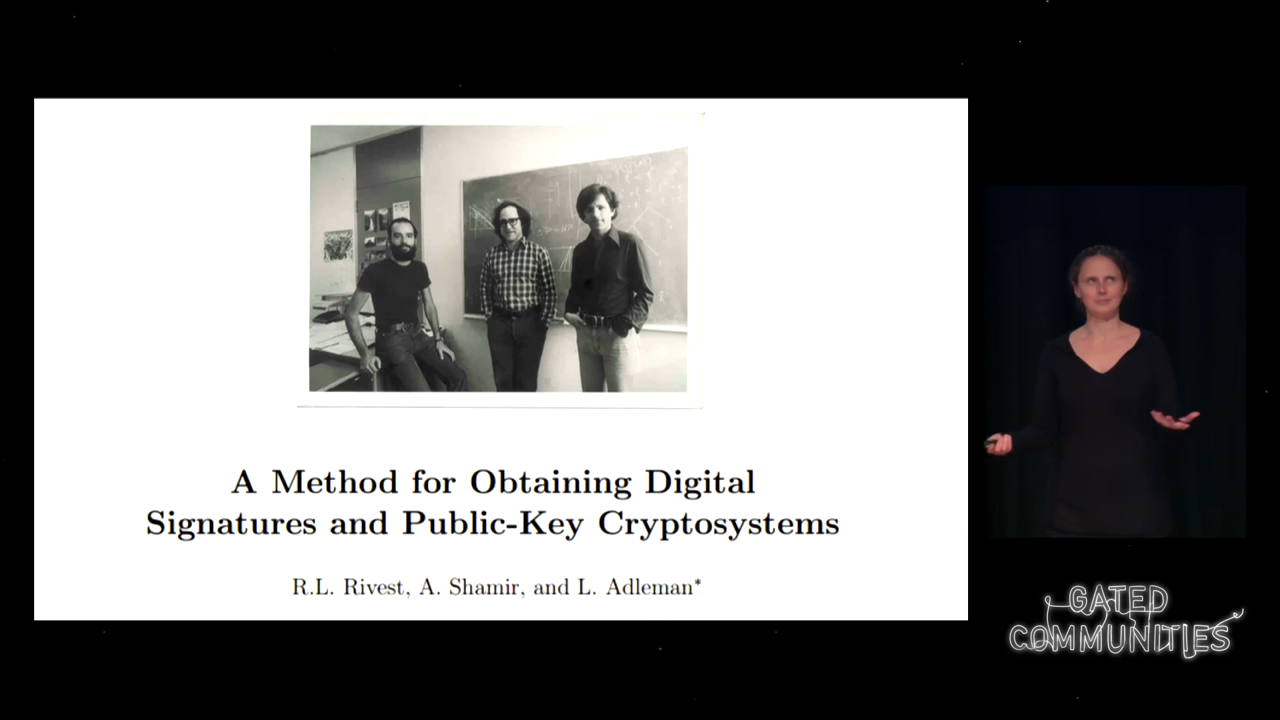 A Method for Obtaining Digital
Signatures and Public-Key Cryptosystems
R.L. Rivest, A. Shamir, and L. Adleman*
GATED
COMMUNITIES